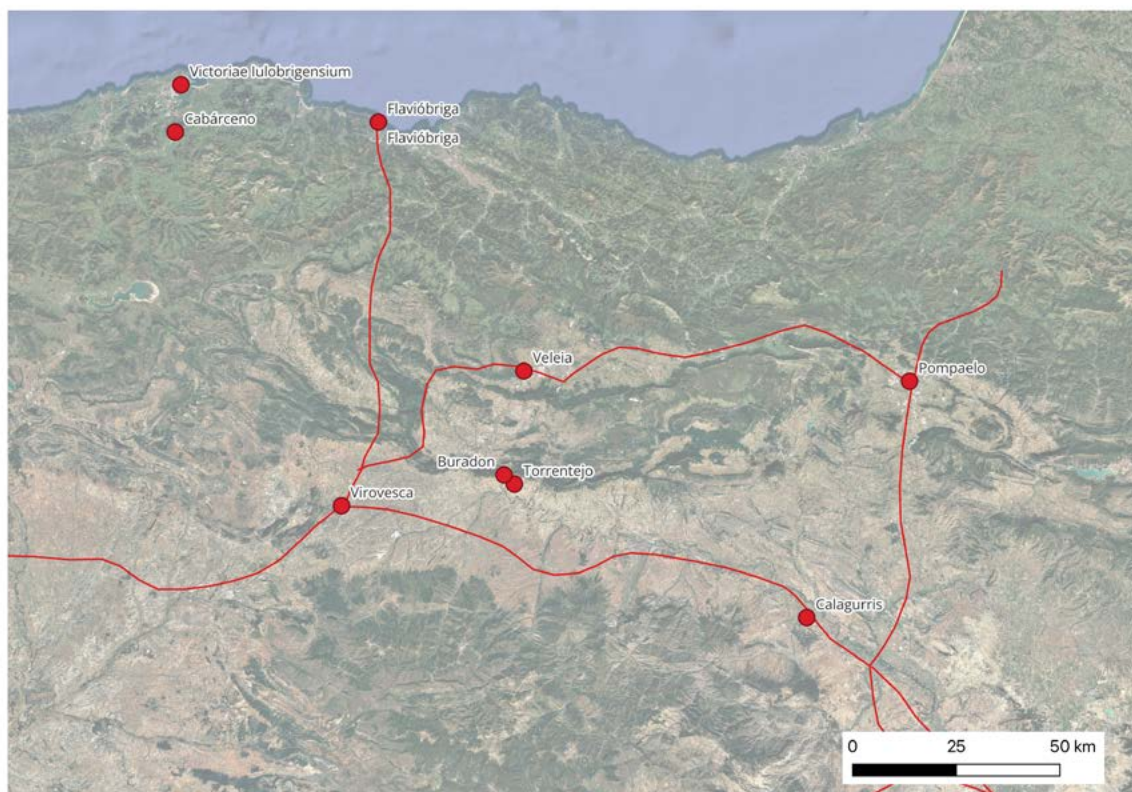 Victoriae Iulobrigensium
Cabárceno
Flavióbriga
Flavióbriga
Veleia
Pompaelo
Buradon
Torrentejo
Virovesca
Calagurris
0 25 50 km